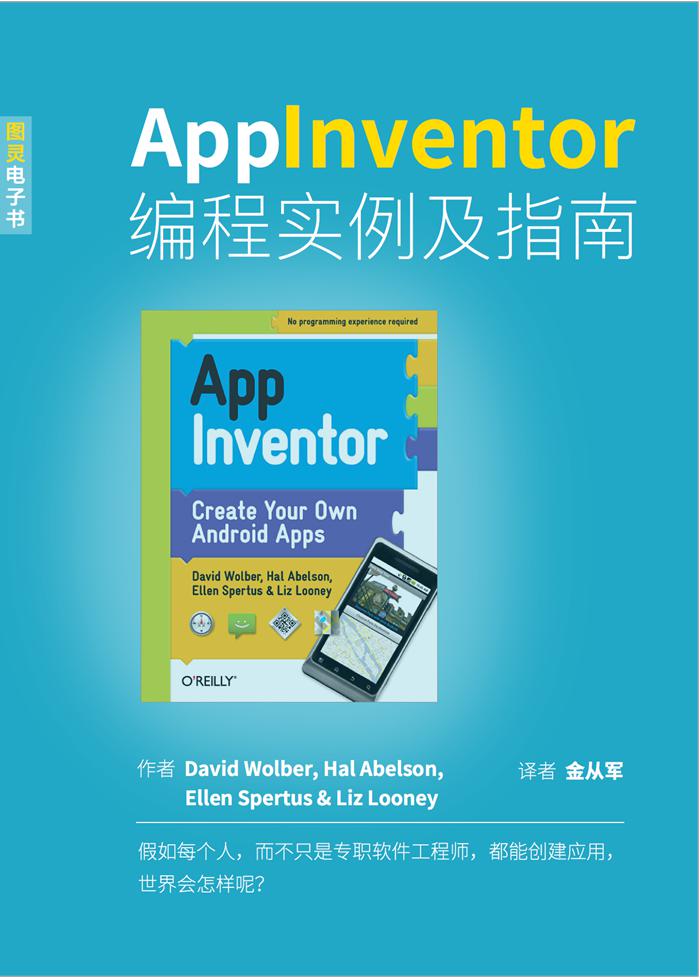 图灵电子书
AppInventor
编程实例及指南
No programming experience required
App
Inventor
Create Your Own
Android Apps
David Wolber, Hal Abelson,
Ellen Spertus & Liz Looney
O'REILLY®
作者 David Wolber, Hal Abelson,
Ellen Spertus & Liz Looney
译者 金从军
假如每个人，而不只是专职软件工程师，都能创建应用，
世界会怎样呢？